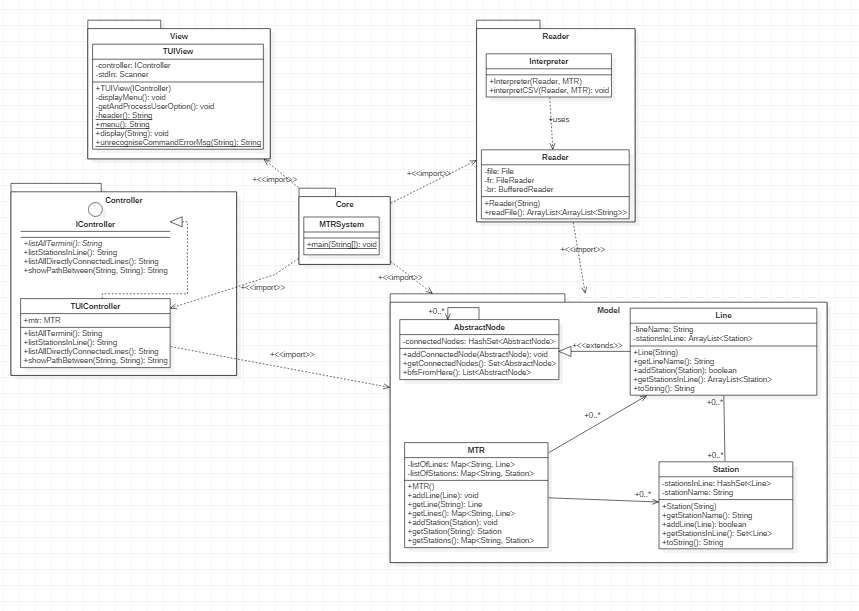 View
TUIView
-controller: IController
-stdIn: Scanner
+TUIView(IController)
-displayMenu(): void
-getAndProcessUserOption(): void
-header(): String
+menu(): String
+display(String): void
+unrecogniseCommandErrorMsg(String): String
Reader
Interpreter
+Interpreter(Reader, MTR)
+interpretCSV(Reader, MTR): void
+uses
Reader
-file: File
-fr: FileReader
-br: BufferedReader
+Reader(String)
+readFile(): ArrayList<ArrayList<String>>
+<<import>>
+<<import>>
Controller
IController
+listAllTermini(): String
+listStationsInLine(): String
+listAllDirectlyConnectedLines(): String
+showPathBetween(String, String): String
TUIController
+mtr: MTR
+listAllTermini(): String
+listStationsInLine(): String
+listAllDirectlyConnectedLines(): String
+showPathBetween(String, String): String
Core
MTRSystem
+main(String[]): void
+<<import>>
+<<import>>
+<<import>>
+<<import>>
Model
+0..*
AbstractNode
-connectedNodes: HashSet<AbstractNode>
+addConnectedNode(AbstractNode): void
+getConnectedNodes(): Set<AbstractNode>
+bfsFromHere(): List<AbstractNode>
+<<extends>>
Line
-lineName: String
-stationsInLine: ArrayList<Station>
+Line(String)
+getLineName(): String
+addStation(Station): boolean
+getStationsInLine(): ArrayList<Station>
+toString(): String
+0..*
+0..*
+0..*
+0..*
MTR
-listOfLines: Map<String, Line>
-listOfStations: Map<String, Station>
+MTR()
+addLine(Line): void
+getLine(String): Line
+getLines(): Map<String, Line>
+addStation(Station): void
+getStation(String): Station
+getStations(): Map<String, Station>
Station
-stationsInLine: HashSet<Line>
-stationName: String
+Station(String)
+getStationName(): String
+addLine(Line): boolean
+getStationsInLine(): Set<Line>
+toString(): String